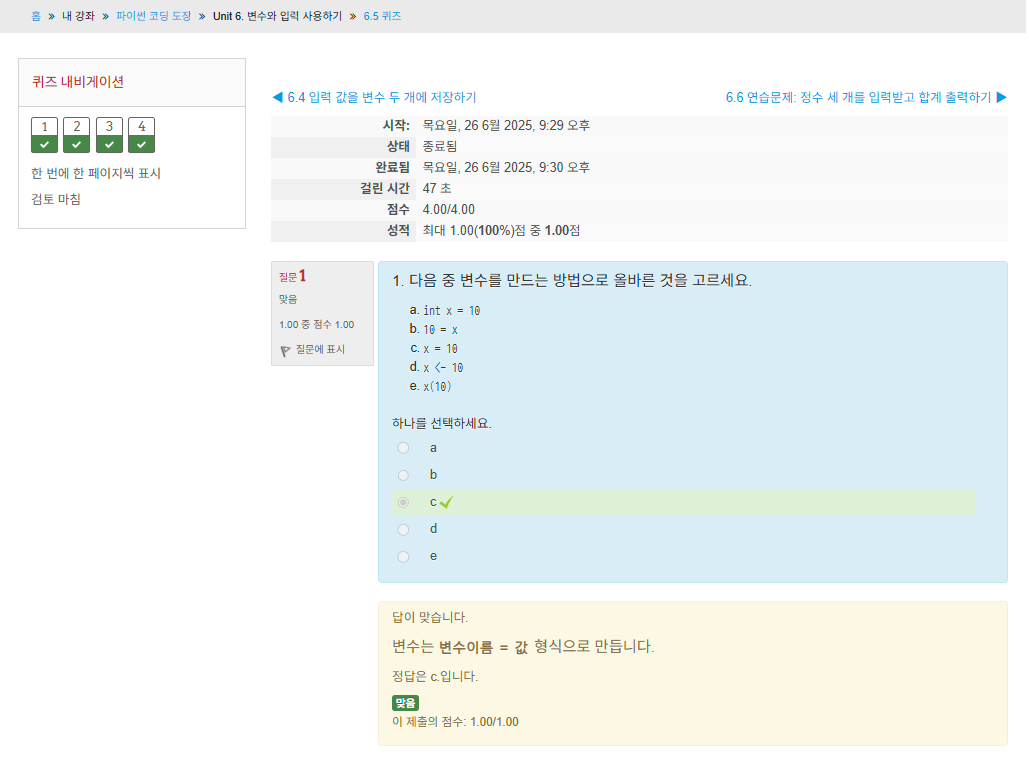 홈 » 내 강좌 » 파이썬 코딩 도장 » Unit 6. 변수와 입력 사용하기 » 6.5 퀴즈
퀴즈 내비게이션
1 2 3 4
한 번에 한 페이지씩 표시
검토 마침
◀ 6.4 입력 값을 변수 두 개에 저장하기
6.6 연습문제: 정수 세 개를 입력받고 합계 출력하기 ▶
시작: 목요일, 26 6월 2025, 9:29 오후
상태 종료됨
완료됨 목요일, 26 6월 2025, 9:30 오후
걸린 시간 47 초
점수 4.00/4.00
성적 최대 1.00(100%)점 중 1.00점
질문 1
맞음
1.00 중 점수 1.00
질문에 표시
1. 다음 중 변수를 만드는 방법으로 올바른 것을 고르세요.
a. int x = 10
b. 10 = x
c. x = 10
d. x <- 10
e. x(10)
하나를 선택하세요.
a
b
c
d
e
답이 맞습니다.
변수는 변수이름 = 값 형식으로 만듭니다.
정답은 c.입니다.
맞음
이 제출의 점수: 1.00/1.00